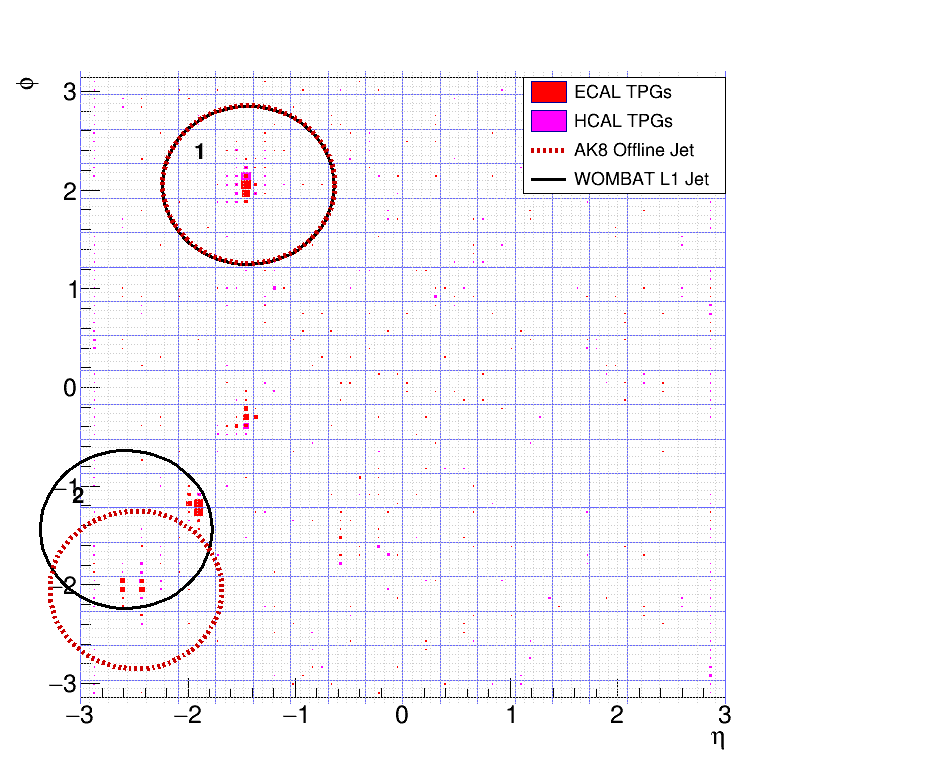 ϕ
3
ECAL TPGs
HCAL TPGs
AK8 Offline Jet
WOMBAT L1 Jet
1
2
1
0
−1
2
−2
−3
−3 −2 −1 0 1 2 3
η